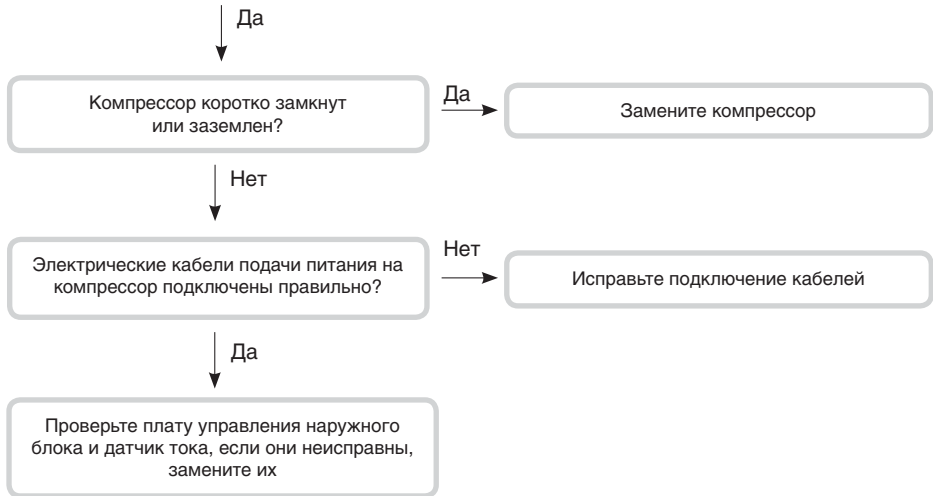 Да
Компрессор коротко замкнут
или заземлен?
Да
Замените компрессор
Нет
Электрические кабели подачи питания на
компрессор подключены правильно?
Нет
Исправьте подключение кабелей
Да
Проверьте плату управления наружного
блока и датчик тока, если они неисправны,
замените их